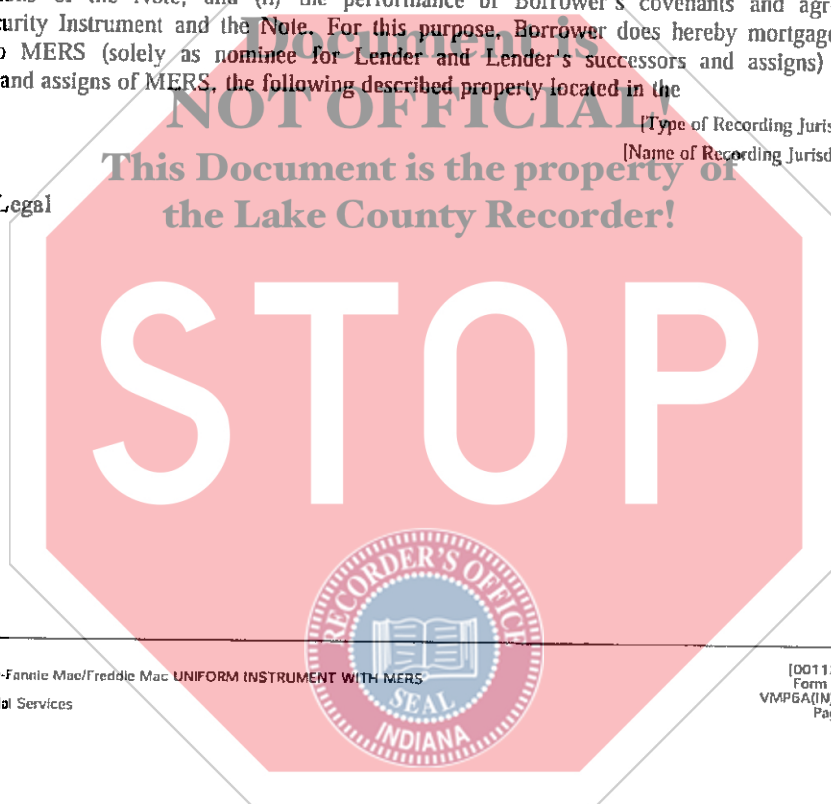 of the Note, and (ii) the performance of Borrower's covenants and agr
urity Instrument and the Note. For this purpose, Borrower does hereby mortgage
o MERS (solely as nominee for Lender and Lender's successors and assigns)
and assigns of MERS, the following described property located in the
Document is
NOT OFFICIAL!
[Type of Recording Juris
[Name of Recording Jurisd
This Document is the property of
the Lake County Recorder!
Legal
STOP
RECORDER'S OFFICE
SEAL
INDIANA
-Fannie Mae/Freddie Mac UNIFORM INSTRUMENT WITH MERS
al Services
Form
VMP6A(IN)
Pa